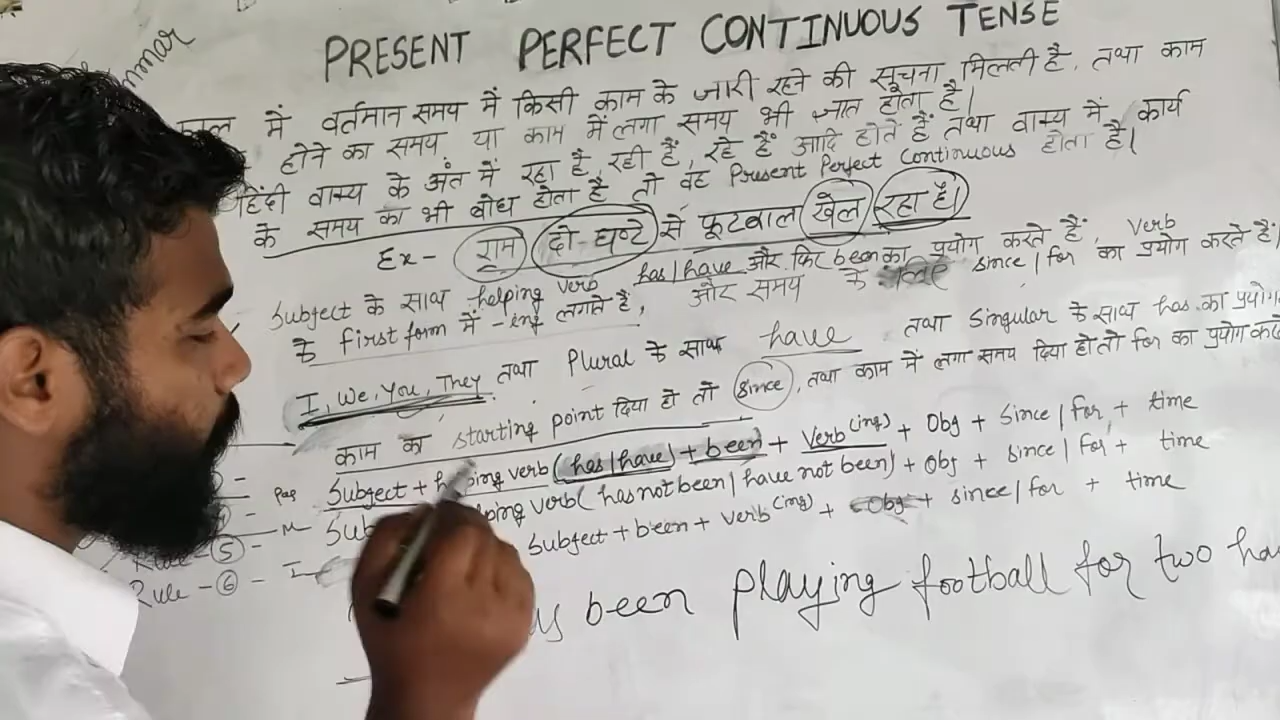 PRESENT PERFECT CONTINUOUS TENSE
में वर्तमान समय में किसी काम के जारी रहने की सूचना मिलती है, तथा काम
होने का समय या काम में लगा समय भी ज्ञात होता है।
हिंदी वाक्य के अंत में रहा है, रही है, रहे हैं आदि होते हैं तथा वाक्य में कार्य
के समय का भी बोध होता है तो वह Present Perfect Continuous होता है।
Ex- राम दो घण्टे से फूटवाल खेल रहा है।
Subject के साथ helping verb has/have और फिर been का प्रयोग करते हैं, verb
के first form में -ing लगाते हैं, और समय के लिए since/for का प्रयोग करते हैं
I, We, You, They तथा Plural के साथ have तथा Singular के साथ has का प्रयोग
काम का starting point दिया हो तो since, तथा काम में लगा समय दिया हो तो for का प्रयोग
Subject + helping verb (has/have) + been + verb (ing) + Obj + since/for + time
Pas
verb (has not been/have not been) + Obj + since/for + time
Rule - ⑤ -
Subject + been + verb (ing) + Obj + since/for + time
Rule - ⑥ - I
been playing football for two